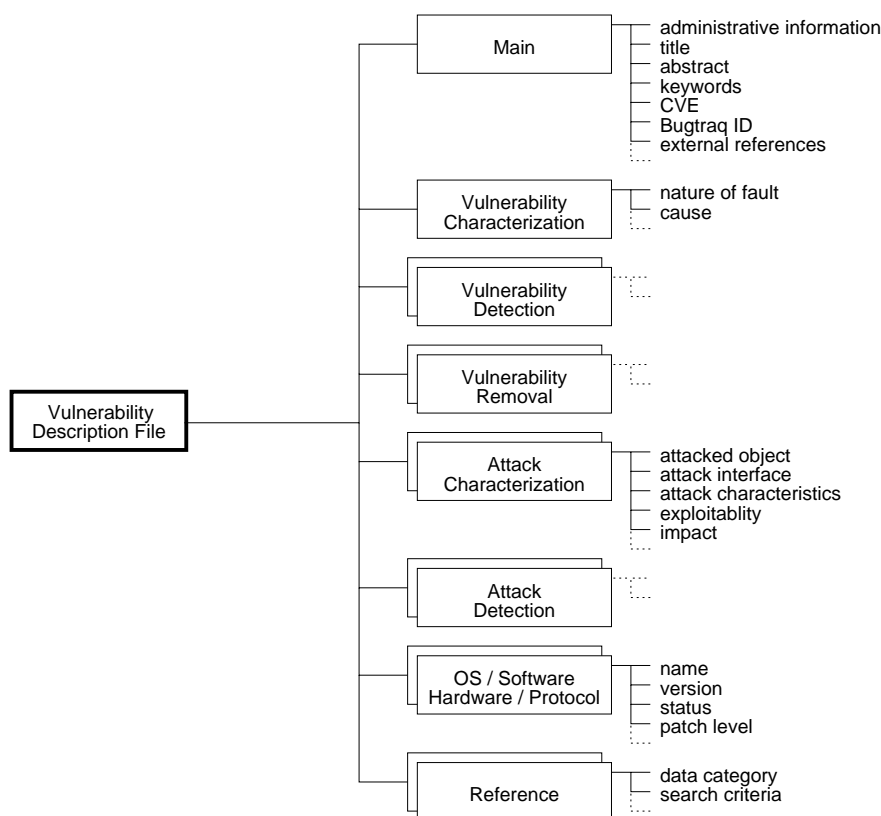 Main
administrative information
title
abstract
keywords
CVE
Bugtraq ID
external references
Vulnerability
Characterization
nature of fault
cause
Vulnerability
Detection
Vulnerability
Removal
Vulnerability
Description File
Attack
Characterization
attacked object
attack interface
attack characteristics
exploitablity
impact
Attack
Detection
OS / Software
Hardware / Protocol
name
version
status
patch level
Reference
data category
search criteria